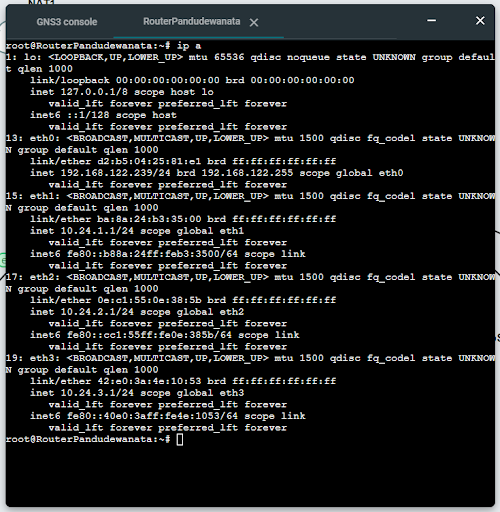 NAT1
GNS3 console
RouterPandudewanata
root@RouterPandudewanata:~# ip a
1: lo: <LOOPBACK,UP,LOWER_UP> mtu 65536 qdisc noqueue state UNKNOWN group defaul
t qlen 1000
    link/loopback 00:00:00:00:00:00 brd 00:00:00:00:00:00
    inet 127.0.0.1/8 scope host lo
       valid_lft forever preferred_lft forever
    inet6 ::1/128 scope host
       valid_lft forever preferred_lft forever
13: eth0: <BROADCAST,MULTICAST,UP,LOWER_UP> mtu 1500 qdisc fq_codel state UNKNOW
N group default qlen 1000
    link/ether d2:b5:04:25:81:e1 brd ff:ff:ff:ff:ff:ff
    inet 192.168.122.239/24 brd 192.168.122.255 scope global eth0
       valid_lft forever preferred_lft forever
15: eth1: <BROADCAST,MULTICAST,UP,LOWER_UP> mtu 1500 qdisc fq_codel state UNKNOW
N group default qlen 1000
    link/ether ba:8a:24:b3:35:00 brd ff:ff:ff:ff:ff:ff
    inet 10.24.1.1/24 scope global eth1
       valid_lft forever preferred_lft forever
    inet6 fe80::b88a:24ff:feb3:3500/64 scope link
       valid_lft forever preferred_lft forever
17: eth2: <BROADCAST,MULTICAST,UP,LOWER_UP> mtu 1500 qdisc fq_codel state UNKNOW
N group default qlen 1000
    link/ether 0e:c1:55:0e:38:5b brd ff:ff:ff:ff:ff:ff
    inet 10.24.2.1/24 scope global eth2
       valid_lft forever preferred_lft forever
    inet6 fe80::cc1:55ff:fe0e:385b/64 scope link
       valid_lft forever preferred_lft forever
19: eth3: <BROADCAST,MULTICAST,UP,LOWER_UP> mtu 1500 qdisc fq_codel state UNKNOW
N group default qlen 1000
    link/ether 42:e0:3a:4e:10:53 brd ff:ff:ff:ff:ff:ff
    inet 10.24.3.1/24 scope global eth3
       valid_lft forever preferred_lft forever
    inet6 fe80::40e0:3aff:fe4e:1053/64 scope link
       valid_lft forever preferred_lft forever
root@RouterPandudewanata:~#